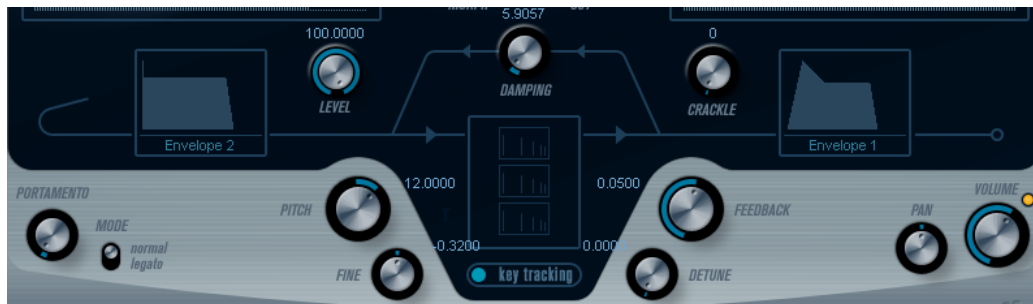 5.9057
100.0000
0
LEVEL
DAMPING
CRACKLE
Envelope 2
Envelope 1
PORTAMENTO
MODE
normal
legato
PITCH
12.0000
-0.3200
FINE
key tracking
0.0500
0.0000
FEEDBACK
DETUNE
PAN
VOLUME